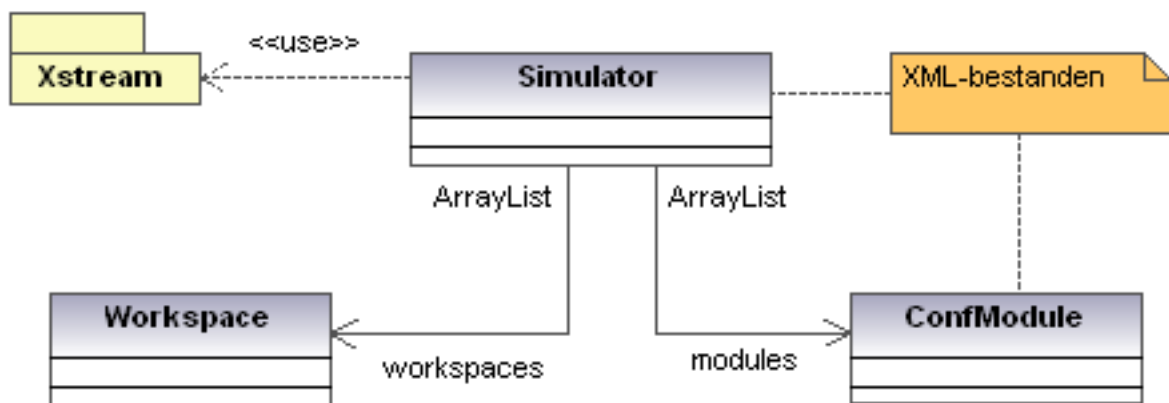 <<use>>
Xstream
Simulator
XML-bestanden
ArrayList
ArrayList
Workspace
workspaces
modules
ConfModule